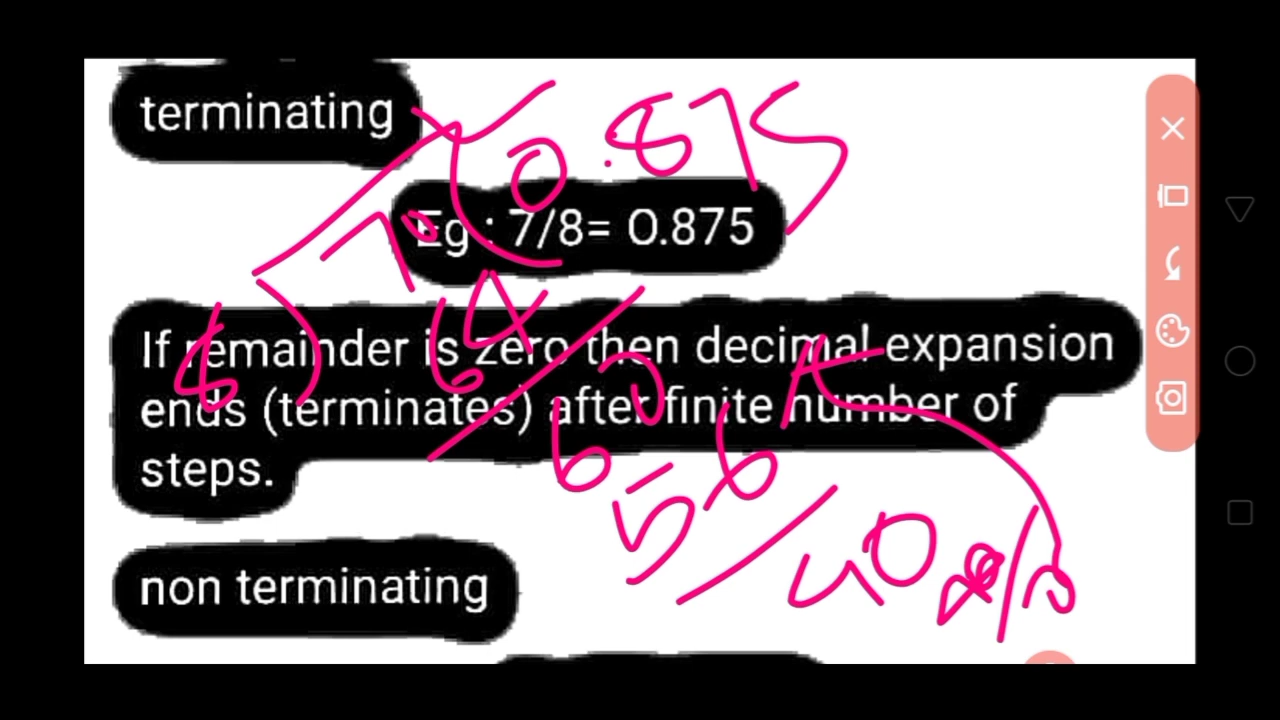 terminating
0.875
Eg : 7/8= 0.875
8 70
64
If remainder is zero then decimal expansion
ends (terminates) after finite number of
steps.
60
56
40
non terminating